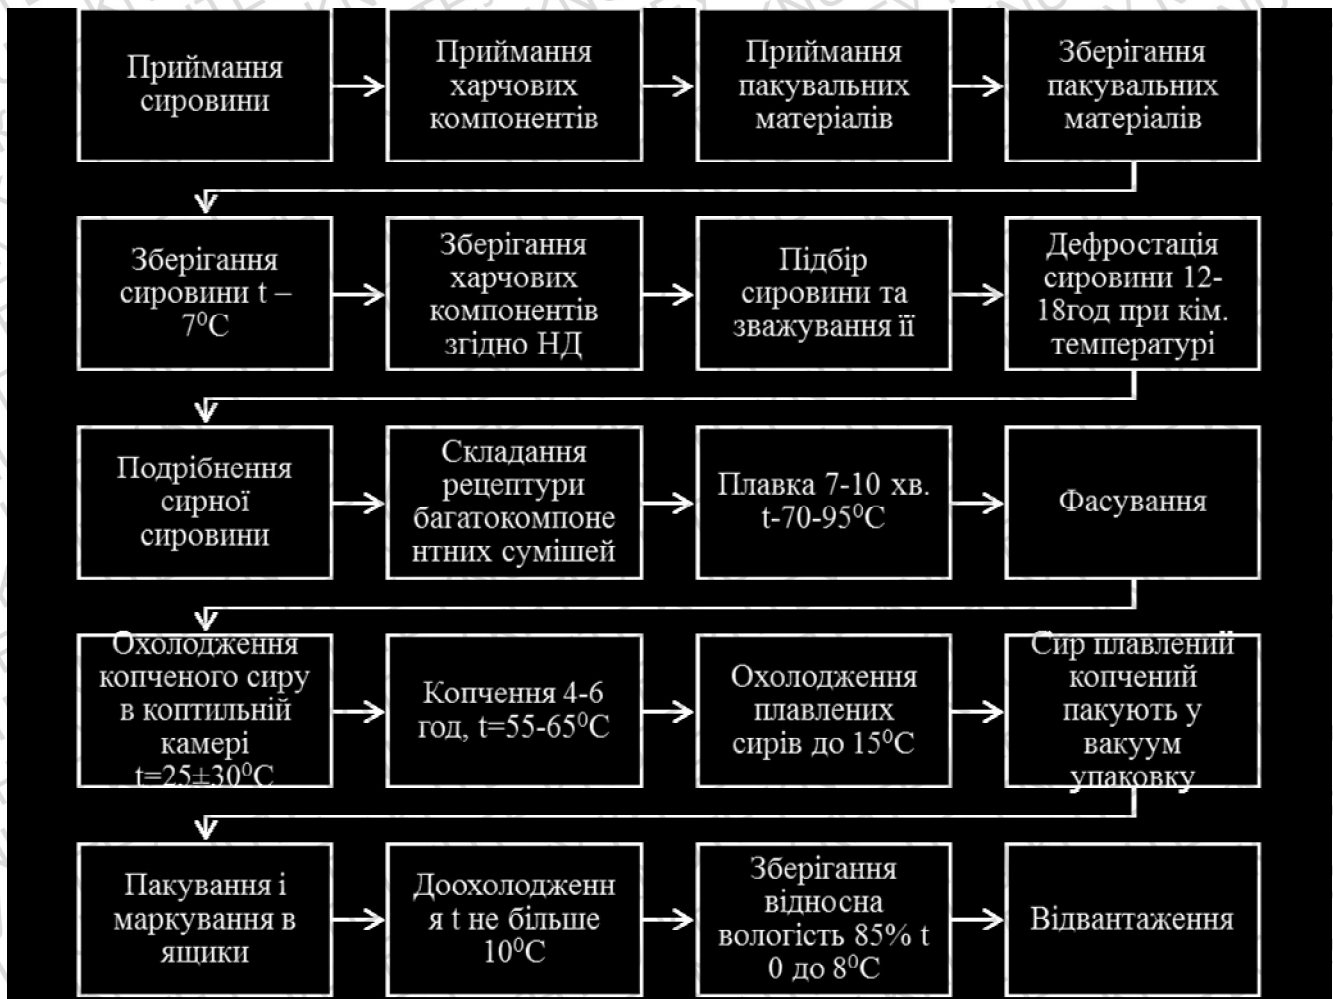 Приймання
сировини
Приймання
харчових
компонентів
Приймання
пакувальних
матеріалів
Зберігання
пакувальних
матеріалів
Зберігання
сировини t –
7⁰С
Зберігання
харчових
компонентів
згідно НД
Підбір
сировини та
зважування її
Дефростація
сировини 12-
18год при кім.
температурі
Подрібнення
сирної
сировини
Складання
рецептури
багатокомпоне
нтних сумішей
Плавка 7-10 хв.
t-70-95⁰С
Фасування
Охолодження
копченого сиру
в коптильній
камері
t=25±30⁰С
Копчення 4-6
год, t=55-65⁰С
Охолодження
плавлених
сирів до 15⁰С
Сир плавлений
копчений
пакують у
вакуум
упаковку
Пакування і
маркування в
ящики
Доохолодженн
я t не більше
10⁰С
Зберігання
відносна
вологість 85% t
0 до 8⁰С
Відвантаження